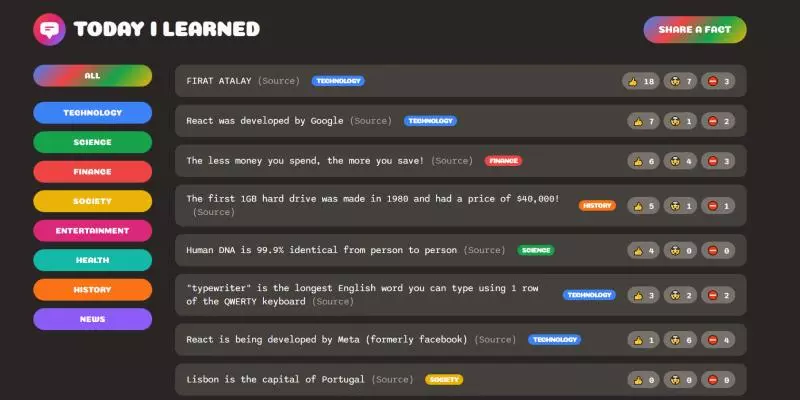 TODAY I LEARNED
SHARE A FACT
ALL
TECHNOLOGY
SCIENCE
FINANCE
SOCIETY
ENTERTAINMENT
HEALTH
HISTORY
NEWS
FIRAT ATALAY (Source) TECHNOLOGY 18 7 3
React was developed by Google (Source) TECHNOLOGY 7 1 2
The less money you spend, the more you save! (Source) FINANCE 6 4 3
The first 1GB hard drive was made in 1980 and had a price of $40,000!
(Source) HISTORY 5 1 1
Human DNA is 99.9% identical from person to person (Source) SCIENCE 4 0 0
"typewriter" is the longest English word you can type using 1 row
of the QWERTY keyboard (Source) TECHNOLOGY 3 2 2
React is being developed by Meta (formerly facebook) (Source) TECHNOLOGY 1 6 4
Lisbon is the capital of Portugal (Source) SOCIETY 0 0 0